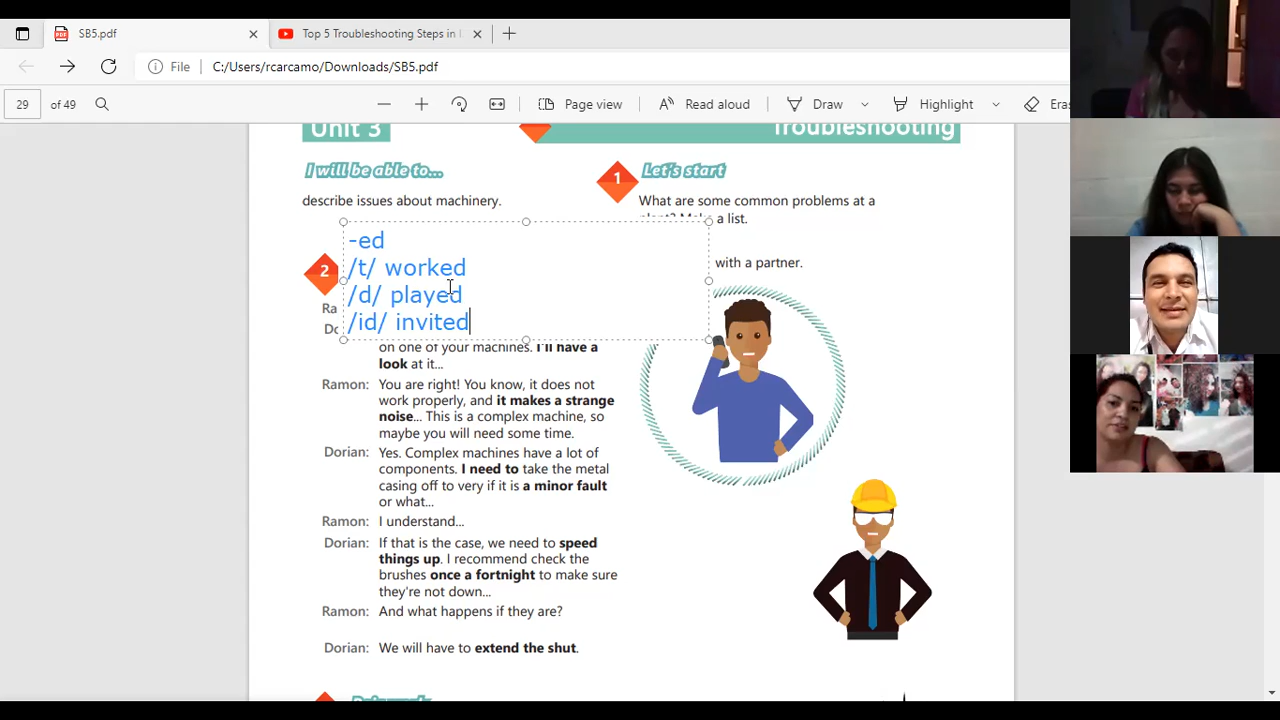 SB5.pdf
Top 5 Troubleshooting Steps in
File
C:/Users/rcarcamo/Downloads/SB5.pdf
29 of 49
Page view
Read aloud
Draw
Highlight
Unit 3
Troubleshooting
I will be able to...
describe issues about machinery.
1
Let's start
What are some common problems at a
a list.
with a partner.
2
-ed
/t/ worked
/d/ played
/id/ invited
on one of your machines. I'll have a
look at it...
Ramon: You are right! You know, it does not
work properly, and it makes a strange
noise... This is a complex machine, so
maybe you will need some time.
Dorian: Yes. Complex machines have a lot of
components. I need to take the metal
casing off to very if it is a minor fault
or what...
Ramon: I understand...
Dorian: If that is the case, we need to speed
things up. I recommend check the
brushes once a fortnight to make sure
they're not down...
Ramon: And what happens if they are?
Dorian: We will have to extend the shut.